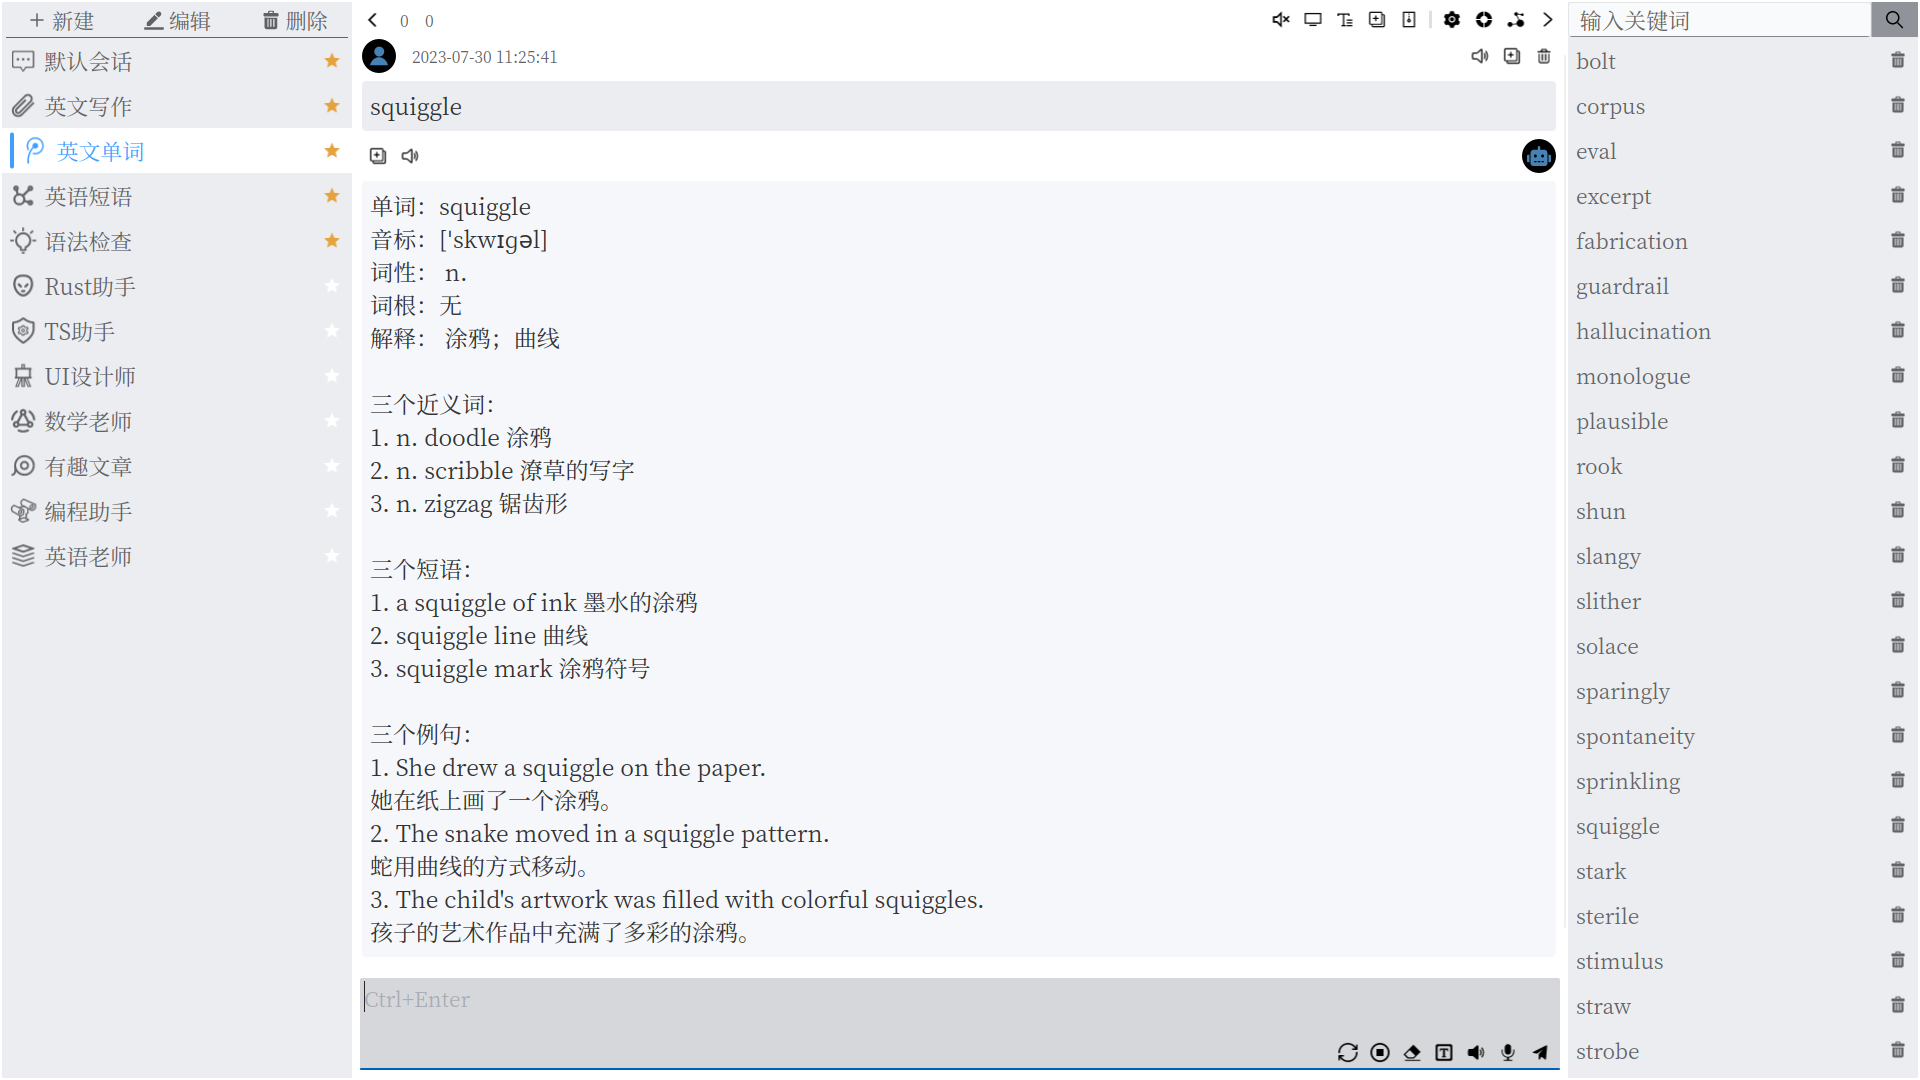 新建 编辑 删除
默认会话
英文写作
英文单词
英语短语
语法检查
Rust助手
TS助手
UI设计师
数学老师
有趣文章
编程助手
英语老师
0 0
2023-07-30 11:25:41
squiggle
单词：squiggle
音标：['skwɪɡəl]
词性： n.
词根：无
解释： 涂鸦；曲线
三个近义词：
1. n. doodle 涂鸦
2. n. scribble 潦草的写字
3. n. zigzag 锯齿形
三个短语：
1. a squiggle of ink 墨水的涂鸦
2. squiggle line 曲线
3. squiggle mark 涂鸦符号
三个例句：
1. She drew a squiggle on the paper.
她在纸上画了一个涂鸦。
2. The snake moved in a squiggle pattern.
蛇用曲线的方式移动。
3. The child's artwork was filled with colorful squiggles.
孩子的艺术作品中充满了多彩的涂鸦。
Ctrl+Enter
输入关键词
bolt
corpus
eval
excerpt
fabrication
guardrail
hallucination
monologue
plausible
rook
shun
slangy
slither
solace
sparingly
spontaneity
sprinkling
squiggle
stark
sterile
stimulus
straw
strobe